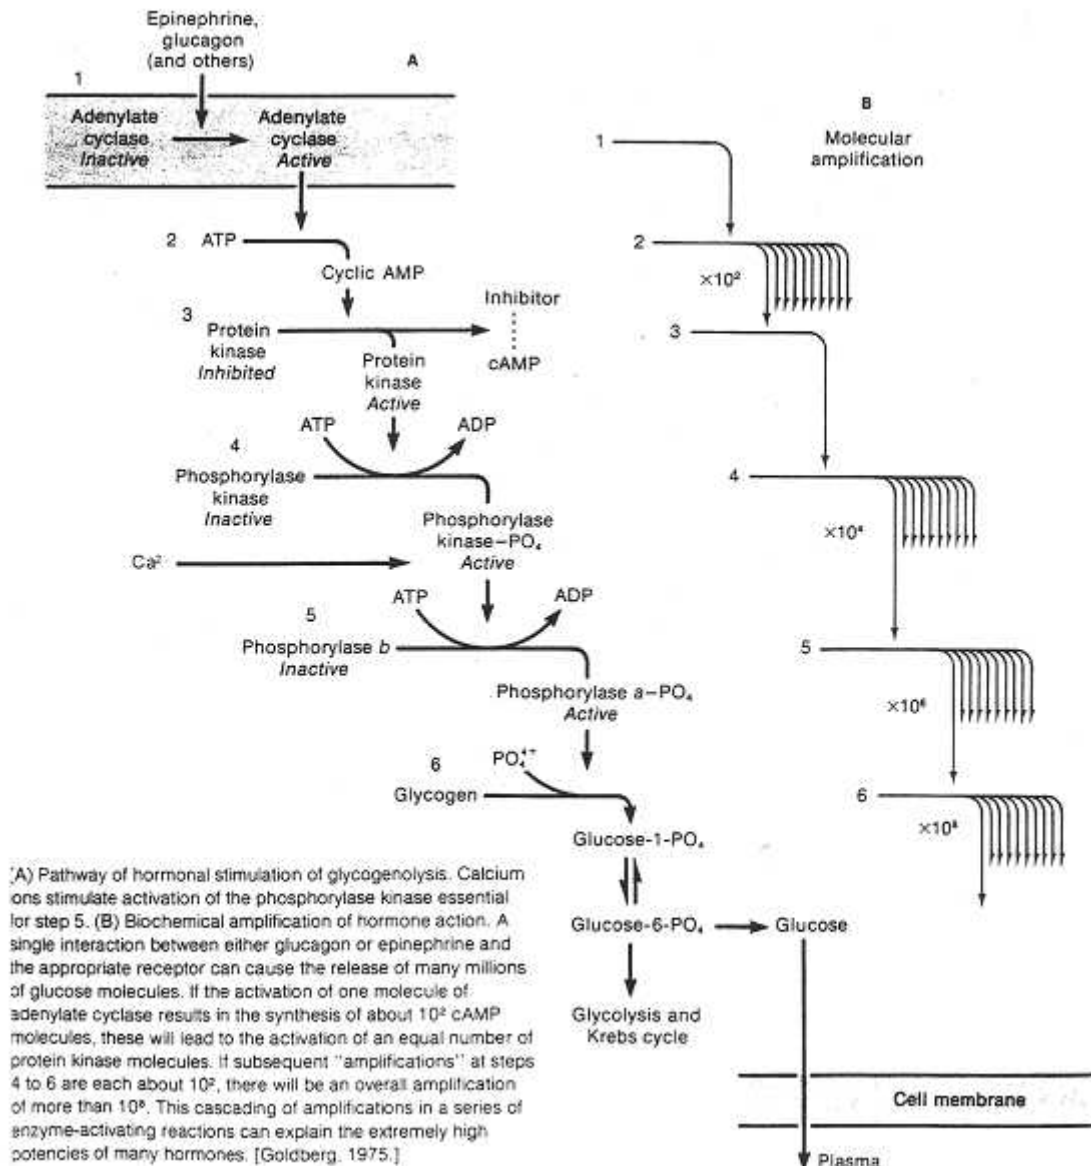 Epinephrine,
glucagon
(and others)
1
A
Adenylate
cyclase
Inactive
Adenylate
cyclase
Active
2 ATP
Cyclic AMP
3
Protein
kinase
Inhibited
Inhibitor
cAMP
Protein
kinase
Active
ATP
ADP
4
Phosphorylase
kinase
Inactive
Phosphorylase
kinase–PO₄
Active
Ca²
ATP
ADP
5
Phosphorylase b
Inactive
Phosphorylase a–PO₄
Active
6
PO₄⁴⁺
Glycogen
Glucose-1-PO₄
Glucose-6-PO₄
Glucose
Glycolysis and
Krebs cycle
Cell membrane
Plasma
B
Molecular
amplification
1
2
×10²
3
4
×10⁴
5
×10⁶
6
×10⁸
(A) Pathway of hormonal stimulation of glycogenolysis. Calcium
ions stimulate activation of the phosphorylase kinase essential
for step 5. (B) Biochemical amplification of hormone action. A
single interaction between either glucagon or epinephrine and
the appropriate receptor can cause the release of many millions
of glucose molecules. If the activation of one molecule of
adenylate cyclase results in the synthesis of about 10² cAMP
molecules, these will lead to the activation of an equal number of
protein kinase molecules. If subsequent "amplifications" at steps
4 to 6 are each about 10², there will be an overall amplification
of more than 10⁸. This cascading of amplifications in a series of
enzyme-activating reactions can explain the extremely high
potencies of many hormones. [Goldberg, 1975.]